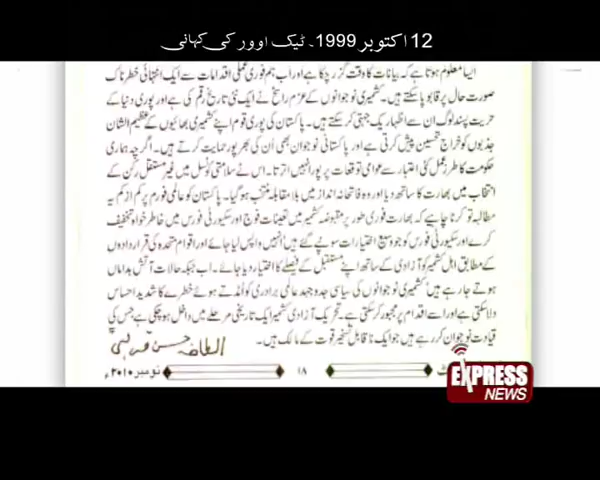 12 اکتوبر 1999۔ ٹیک اوور کی کہانی
ایسا معلوم ہوتا ہے کہ بیانات کا وقت گزر چکا ہے اور اب ہم فوری عملی اقدامات سے ایک انتہائی خطرناک
صورت حال پر قابو پا سکتے ہیں۔ کشمیری نوجوانوں کے عزم راسخ نے ایک نئی تاریخ رقم کی ہے اور پوری دنیا کے
حریت پسند لوگ ان سے اظہار یک جہتی کر سکتے ہیں۔ پاکستان کی پوری قوم اپنے کشمیری بھائیوں کے عظیم الشان
جذبوں کو خراج تحسین پیش کرتی ہے اور پاکستانی نوجوان بھی اُن کی بھر پور حمایت کرتے ہیں۔ اگرچہ ہماری
حکومت کا طرز عمل کئی اعتبار سے عوامی توقعات پر پورا نہیں اترتا۔ اس نے سلامتی کونسل میں غیر مستقل رکن کے
انتخاب میں بھارت کا ساتھ دیا اور وہ فاتحانہ انداز میں بلا مقابلہ منتخب ہو گیا۔ پاکستان کو عالمی فورم پر کم از کم یہ
مطالبہ تو کرنا چاہیے کہ بھارت فوری طور پر مقبوضہ کشمیر میں تعینات فوج اور سکیورٹی فورس میں خاطر خواہ تخفیف
کرے اور سکیورٹی فورس کو جو وسیع اختیارات سونپے گئے ہیں انہیں واپس لیا جائے اور اقوام متحدہ کی قراردادوں
کے مطابق اہل کشمیر کو آزادی کے ساتھ اپنے مستقبل کے فیصلے کا اختیار دیا جائے۔ اب جبکہ حالات آتش بداماں
ہوتے جا رہے ہیں کشمیری نوجوانوں کی سیاسی جدوجہد عالمی برادری کو اُمڈتے ہوئے خطرے کا شدید احساس
دلا سکتی ہے اور اسے اقدام پر مجبور کر سکتی ہے۔ تحریک آزادی کشمیر ایک تاریخی مرحلے میں داخل ہو چکی ہے جس کی
قیادت نوجوان کر رہے ہیں جو ایک ناقابل تسخیر قوت کے مالک ہیں۔
الطاف حسن قریشی
۱۸
نومبر ۲۰۱۰ء
EXPRESS
NEWS